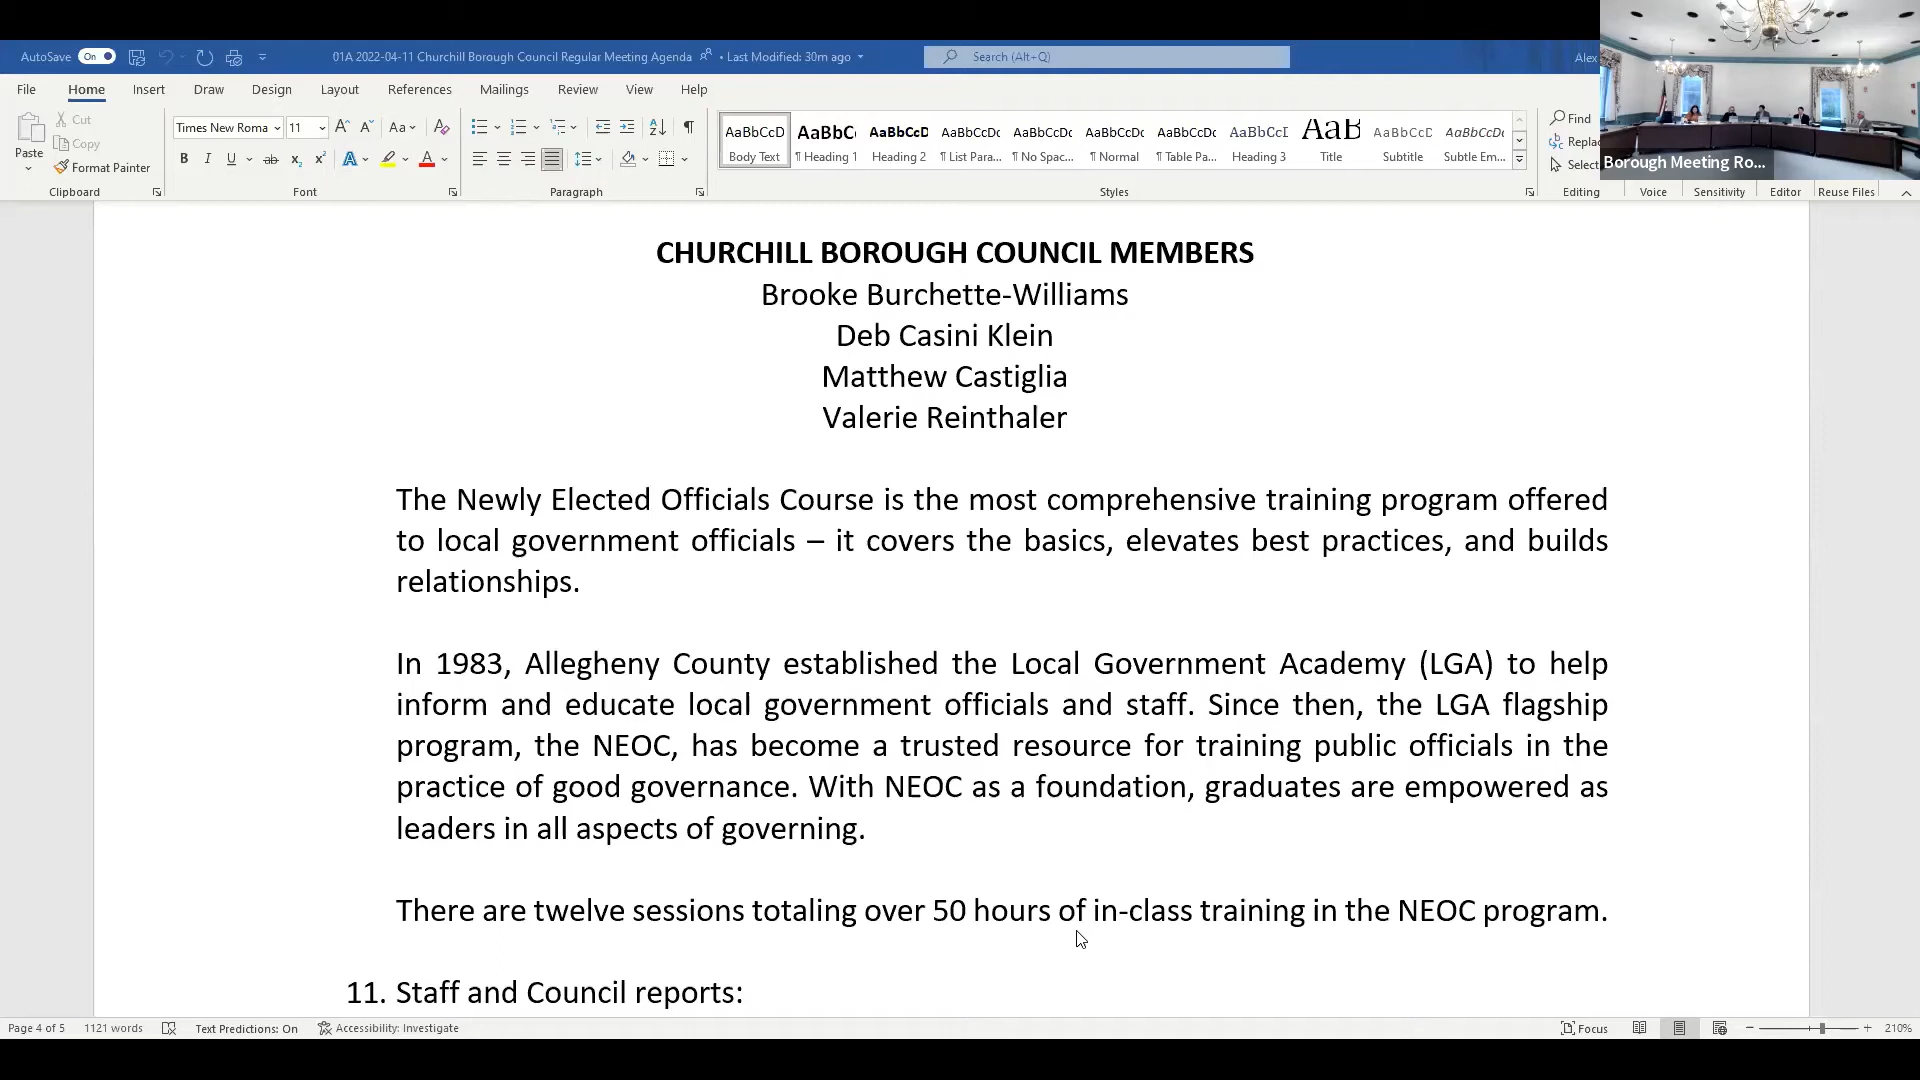 AutoSave On 01A 2022-04-11 Churchill Borough Council Regular Meeting Agenda • Last Modified: 30m ago Search (Alt+Q) Alex
File Home Insert Draw Design Layout References Mailings Review View Help
Paste Cut Copy Format Painter
Clipboard
Times New Roma 11 Aa
B I U ab x₂ x² A A
Font
Paragraph
AaBbCcD AaBbC AaBbCcD AaBbCcDc AaBbCcDc AaBbCcDc AaBbCcDc AaBbCcI AaB AaBbCcD AaBbCcDc
Body Text ¶ Heading 1 Heading 2 ¶ List Para... ¶ No Spac... ¶ Normal ¶ Table Pa... Heading 3 Title Subtitle Subtle Em...
Styles
Find
Replac
Select
Editing Voice Sensitivity Editor Reuse Files
Borough Meeting Ro...
CHURCHILL BOROUGH COUNCIL MEMBERS
Brooke Burchette-Williams
Deb Casini Klein
Matthew Castiglia
Valerie Reinthaler
The Newly Elected Officials Course is the most comprehensive training program offered
to local government officials – it covers the basics, elevates best practices, and builds
relationships.
In 1983, Allegheny County established the Local Government Academy (LGA) to help
inform and educate local government officials and staff. Since then, the LGA flagship
program, the NEOC, has become a trusted resource for training public officials in the
practice of good governance. With NEOC as a foundation, graduates are empowered as
leaders in all aspects of governing.
There are twelve sessions totaling over 50 hours of in-class training in the NEOC program.
11. Staff and Council reports:
Page 4 of 5 1121 words Text Predictions: On Accessibility: Investigate Focus 210%